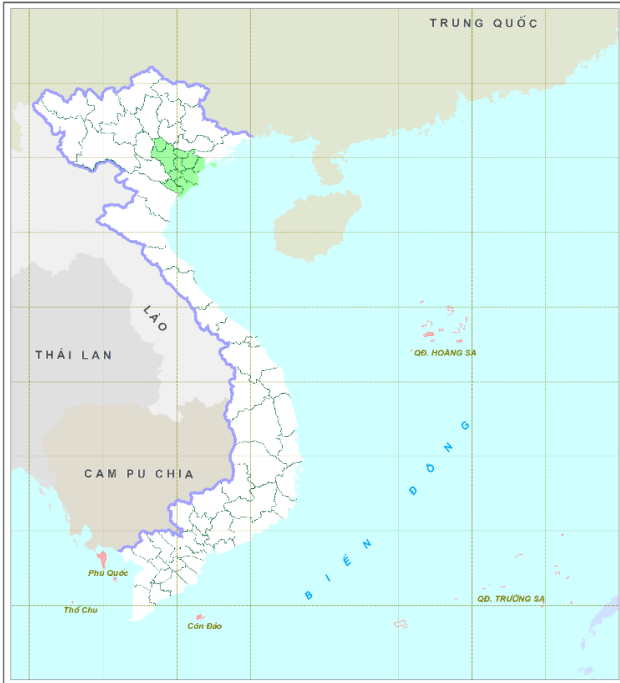 TRUNG QUỐC
LÀO
THÁI LAN
QĐ. HOÀNG SA
CAM PU CHIA
BIỂN ĐÔNG
Phú Quốc
QĐ. TRƯỜNG SA
Thổ Chu
Côn Đảo